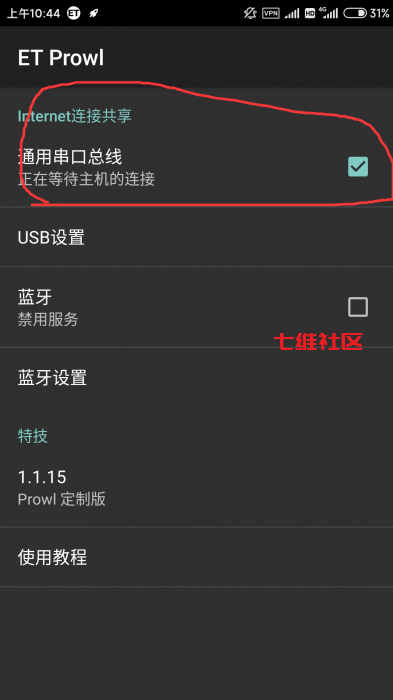 上午10:44 ET VPN HD 4G 31%
ET Prowl
Internet连接共享
通用串口总线
正在等待主机的连接
USB设置
蓝牙
禁用服务
七维社区
蓝牙设置
特技
1.1.15
Prowl 定制版
使用教程